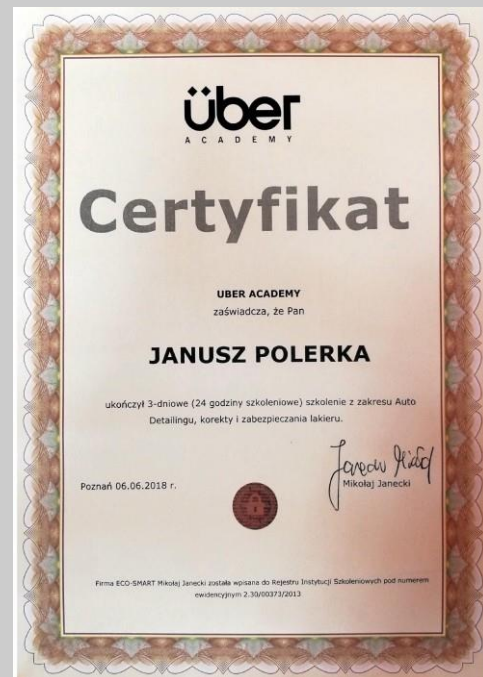 über
ACADEMY
Certyfikat
UBER ACADEMY
zaświadcza, że Pan
JANUSZ POLERKA
ukończył 3-dniowe (24 godziny szkoleniowe) szkolenie z zakresu Auto
Detailingu, korekty i zabezpieczania lakieru.
Poznań 06.06.2018 r.
Mikołaj Janecki
Firma ECO-SMART Mikołaj Janecki została wpisana do Rejestru Instytucji Szkoleniowych pod numerem
ewidencyjnym 2.30/00373/2013